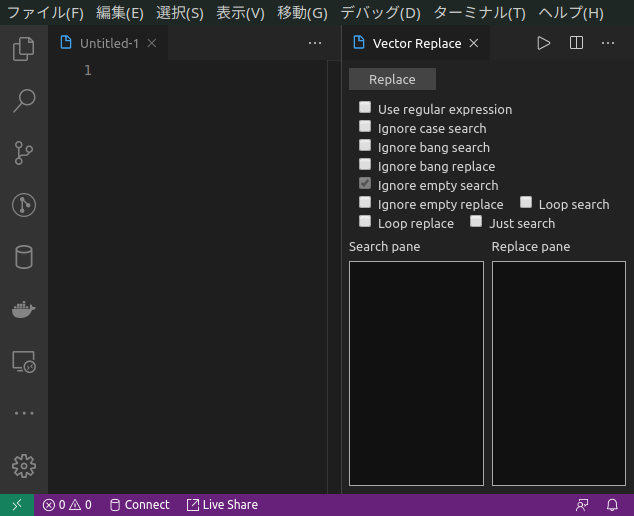 ファイル(F) 編集(E) 選択(S) 表示(V) 移動(G) デバッグ(D) ターミナル(T) ヘルプ(H)
Untitled-1
Vector Replace
1
Replace
Use regular expression
Ignore case search
Ignore bang search
Ignore bang replace
Ignore empty search
Ignore empty replace Loop search
Loop replace Just search
Search pane Replace pane
0 0 Connect Live Share